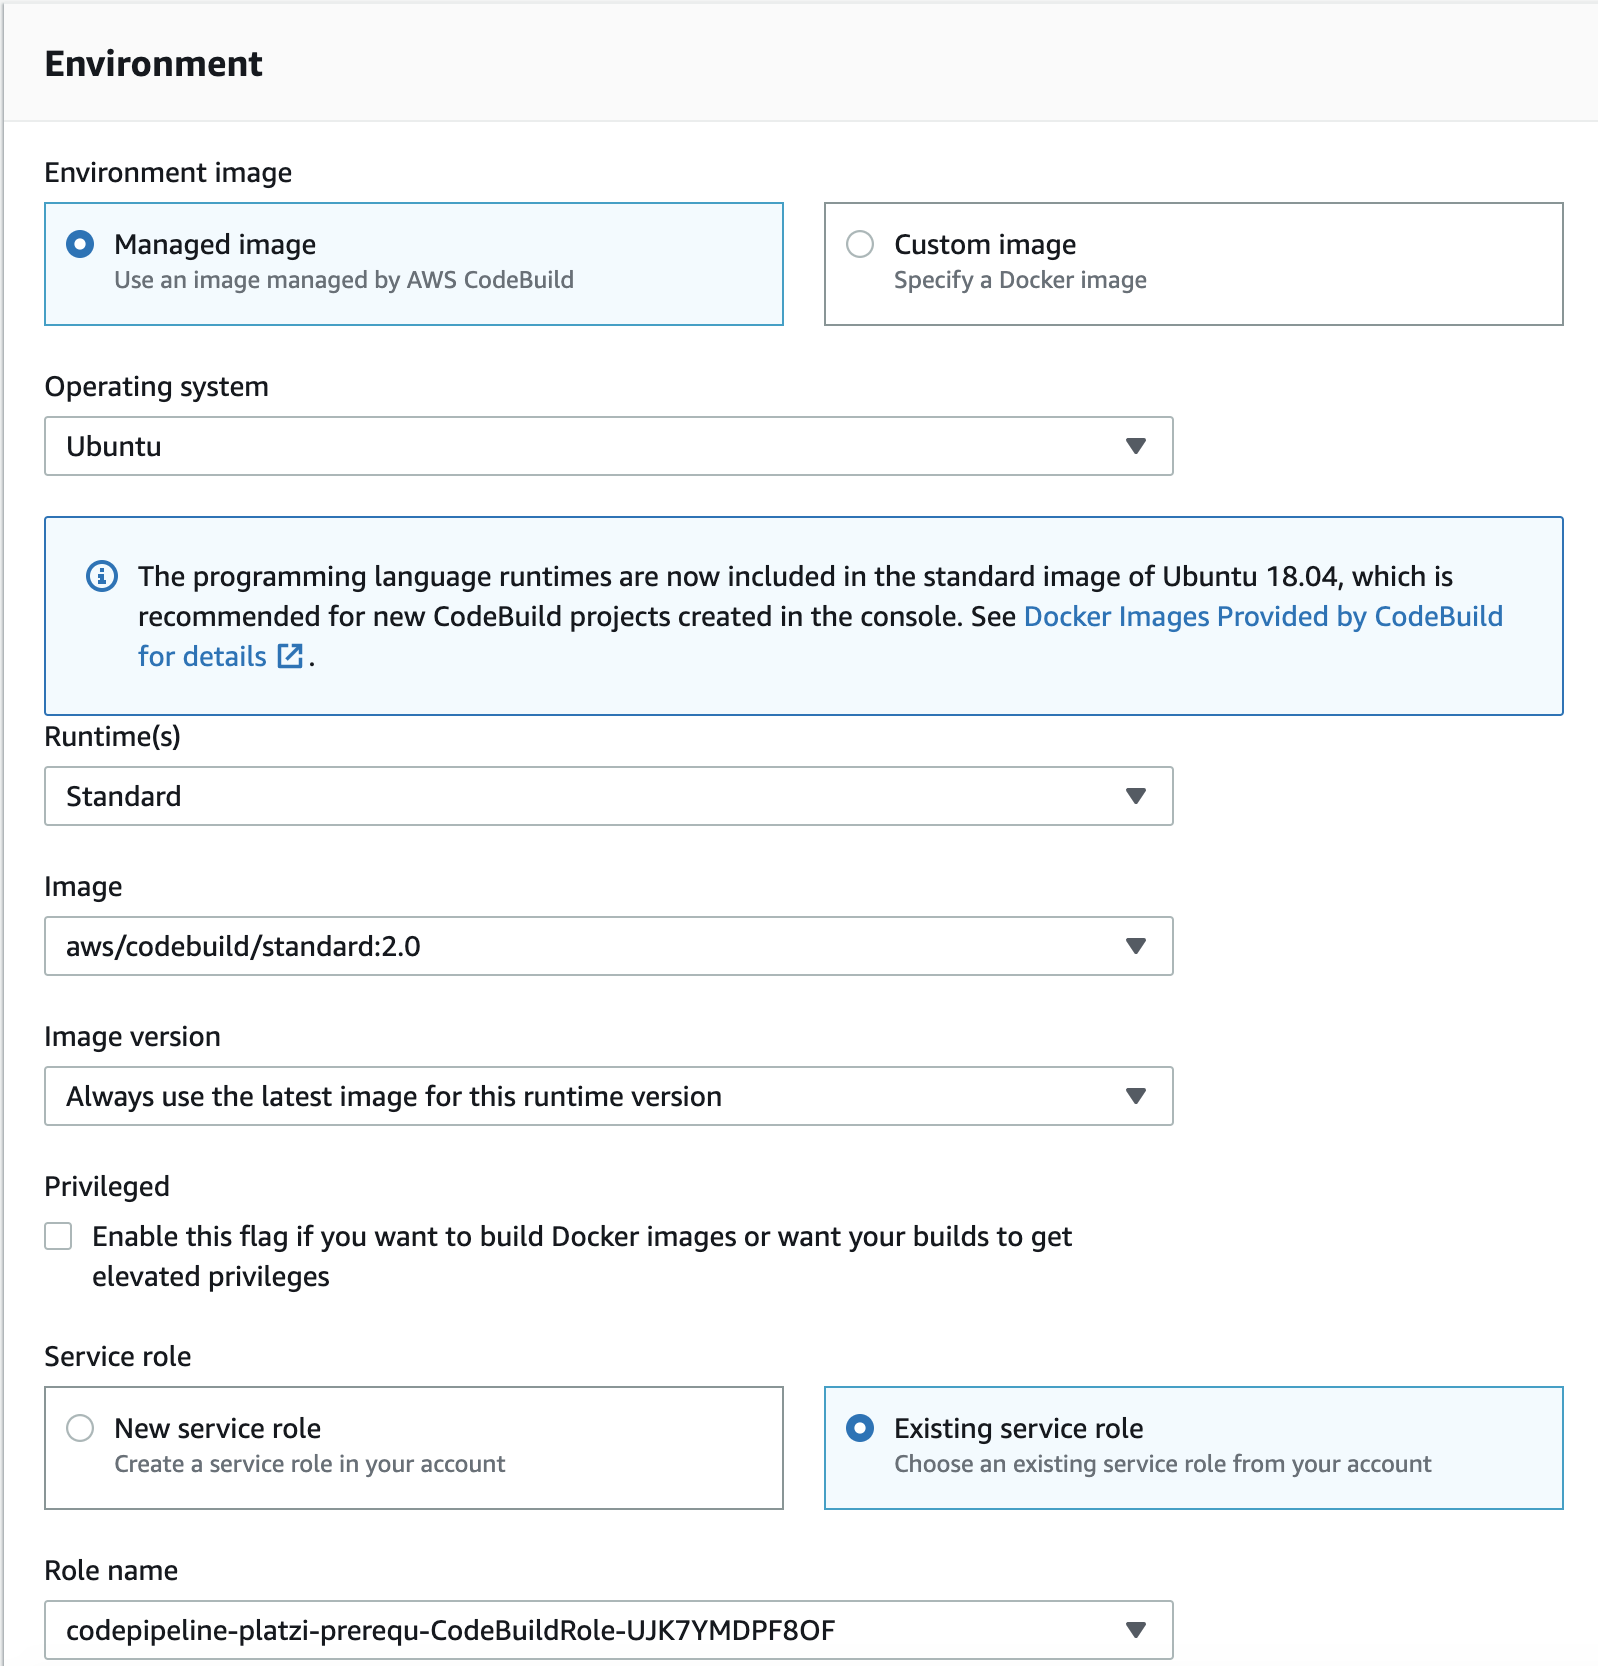 Environment
Environment image
Managed image
Use an image managed by AWS CodeBuild
Custom image
Specify a Docker image
Operating system
Ubuntu
The programming language runtimes are now included in the standard image of Ubuntu 18.04, which is
recommended for new CodeBuild projects created in the console. See Docker Images Provided by CodeBuild
for details .
Runtime(s)
Standard
Image
aws/codebuild/standard:2.0
Image version
Always use the latest image for this runtime version
Privileged
Enable this flag if you want to build Docker images or want your builds to get
elevated privileges
Service role
New service role
Create a service role in your account
Existing service role
Choose an existing service role from your account
Role name
codepipeline-platzi-prerequ-CodeBuildRole-UJK7YMDPF8OF